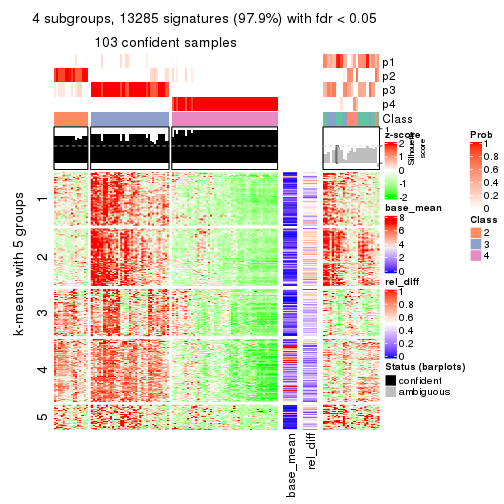 4 subgroups, 13285 signatures (97.9%) with fdr < 0.05
103 confident samples
p1
p2
p3
p4
Class
1
Silhouette
score
k-means with 5 groups
1
2
3
4
5
base_mean
rel_diff
z-score
2
1
0
-1
-2
base_mean
8
6
4
2
0
rel_diff
1
0.8
0.6
0.4
0.2
0
Status (barplots)
confident
ambiguous
Prob
1
0.8
0.6
0.4
0.2
0
Class
2
3
4